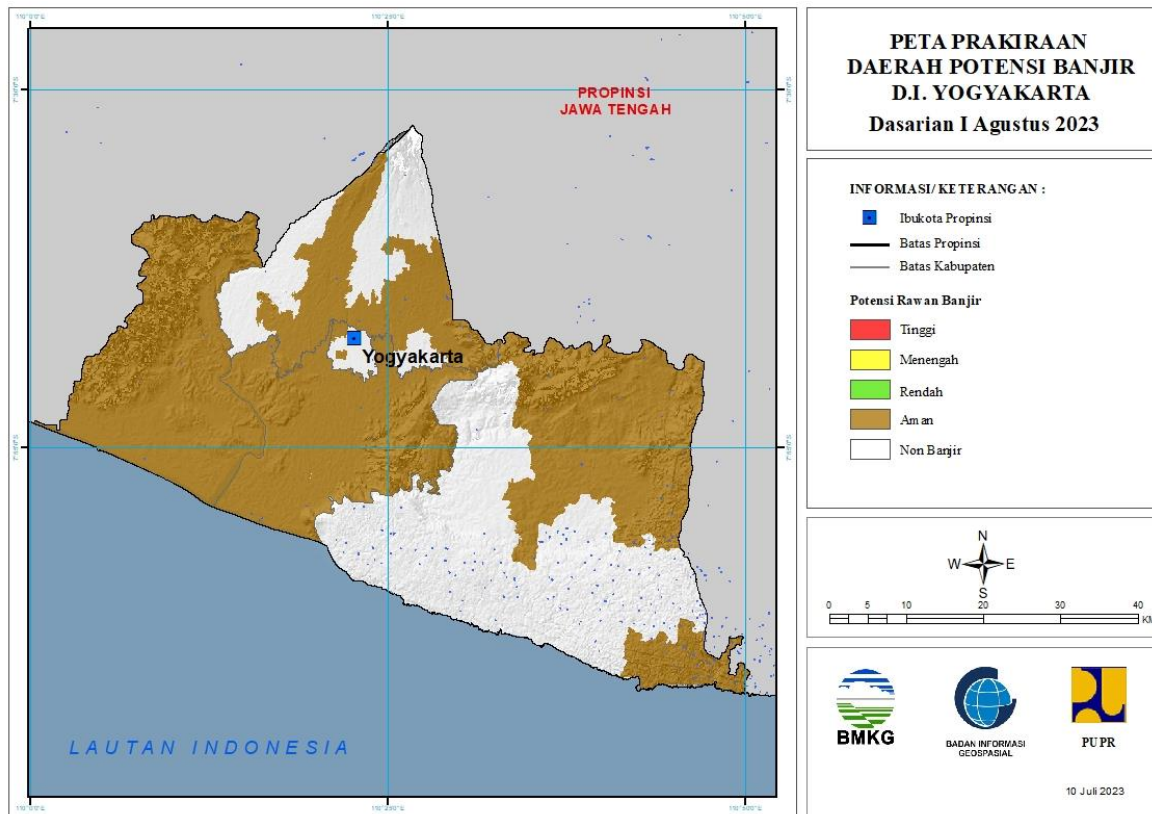 PETA PRAKIRAAN
DAERAH POTENSI BANJIR
D.I. YOGYAKARTA
Dasarian I Agustus 2023
INFORMASI/ KETERANGAN :
Ibukota Propinsi
Batas Propinsi
Batas Kabupaten
Potensi Rawan Banjir
Tinggi
Menengah
Rendah
Aman
Non Banjir
N
W E
S
0 5 10 20 30 40
KM
BMKG
BADAN INFORMASI
GEOSPASIAL
PUPR
10 Juli 2023
PROPINSI
JAWA TENGAH
Yogyakarta
LAUTAN INDONESIA